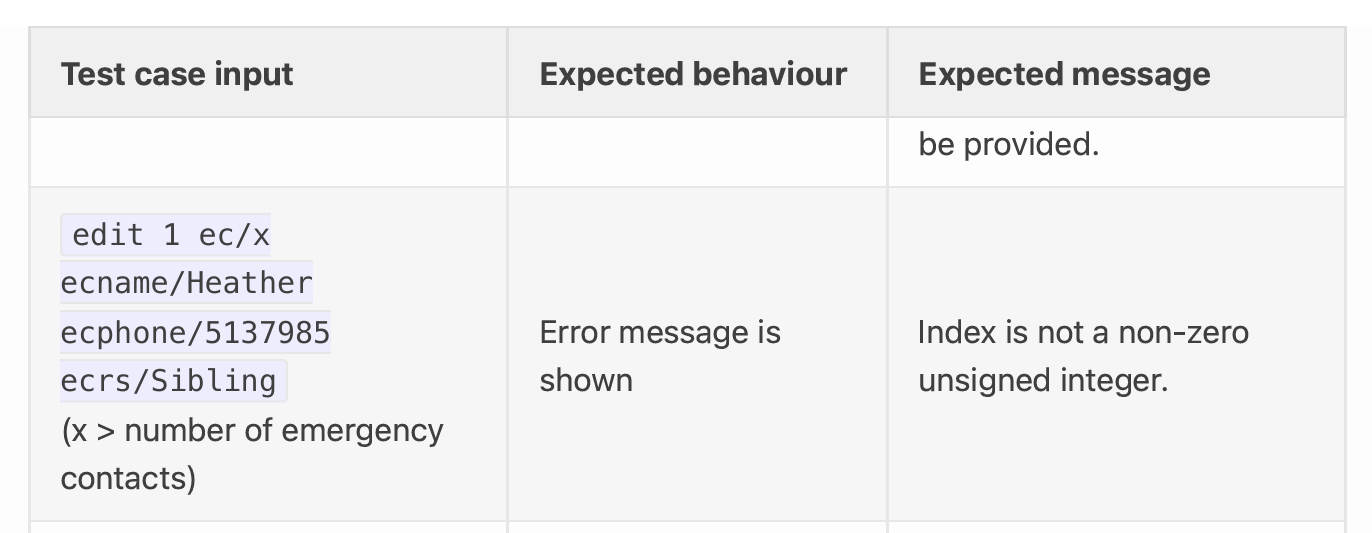 Test case input Expected behaviour Expected message
be provided.
edit 1 ec/x
ecname/Heather
ecphone/5137985
ecrs/Sibling
(x > number of emergency
contacts)
Error message is
shown
Index is not a non-zero
unsigned integer.